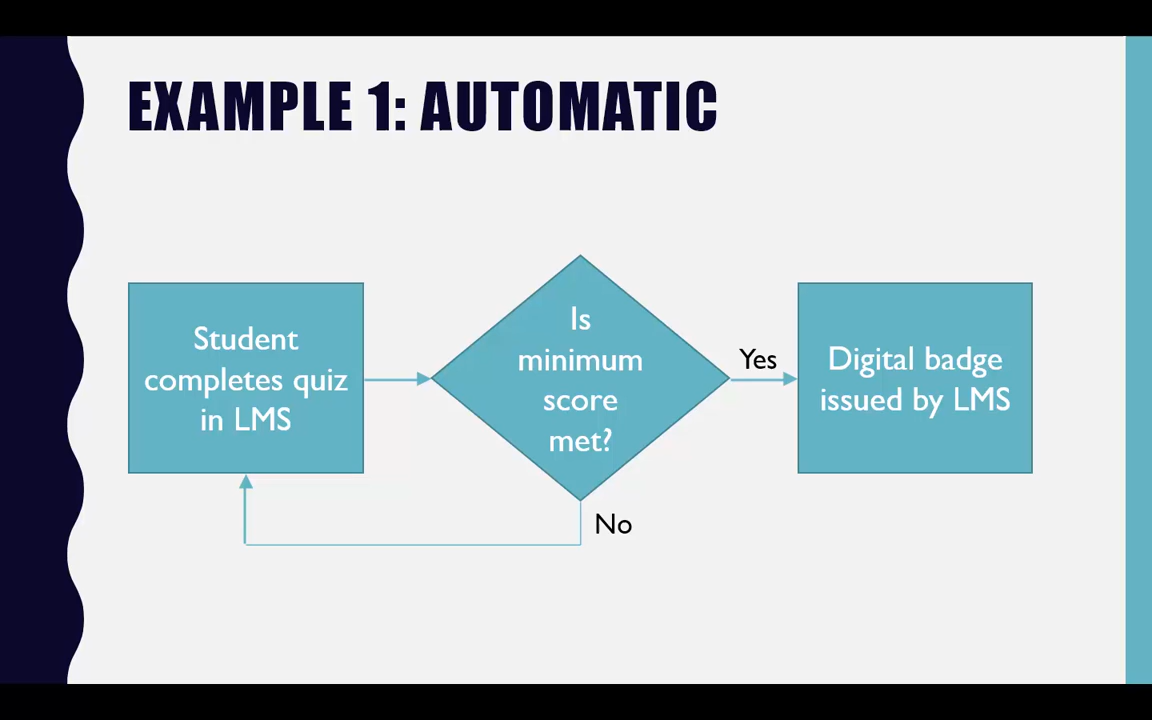 EXAMPLE 1: AUTOMATIC
Student
completes quiz
in LMS
Is
minimum
score
met?
Yes
Digital badge
issued by LMS
No